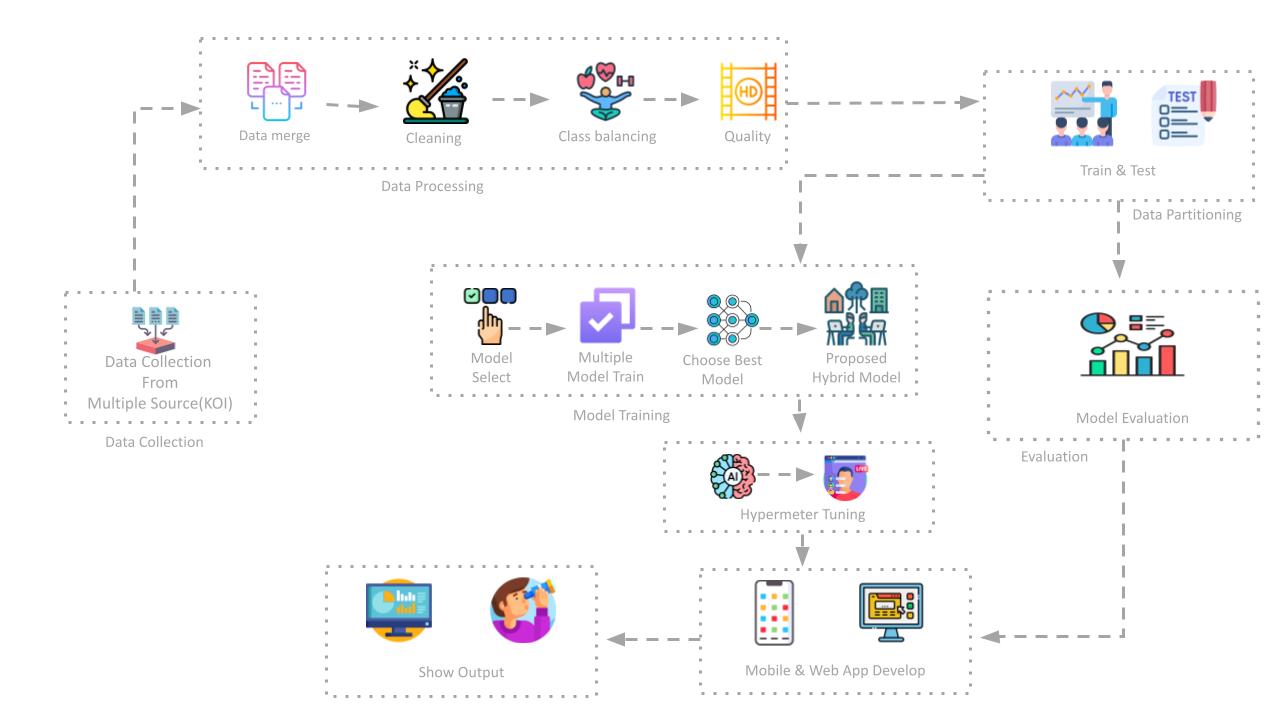 HD
TEST
Data merge
Cleaning
Class balancing
Quality
Data Processing
Train & Test
Data Partitioning
Data Collection
From
Multiple Source(KOI)
Data Collection
Model
Select
Multiple
Model Train
Choose Best
Model
Proposed
Hybrid Model
Model Training
Model Evaluation
Evaluation
AI
LIVE
Hypermeter Tuning
Show Output
Mobile & Web App Develop